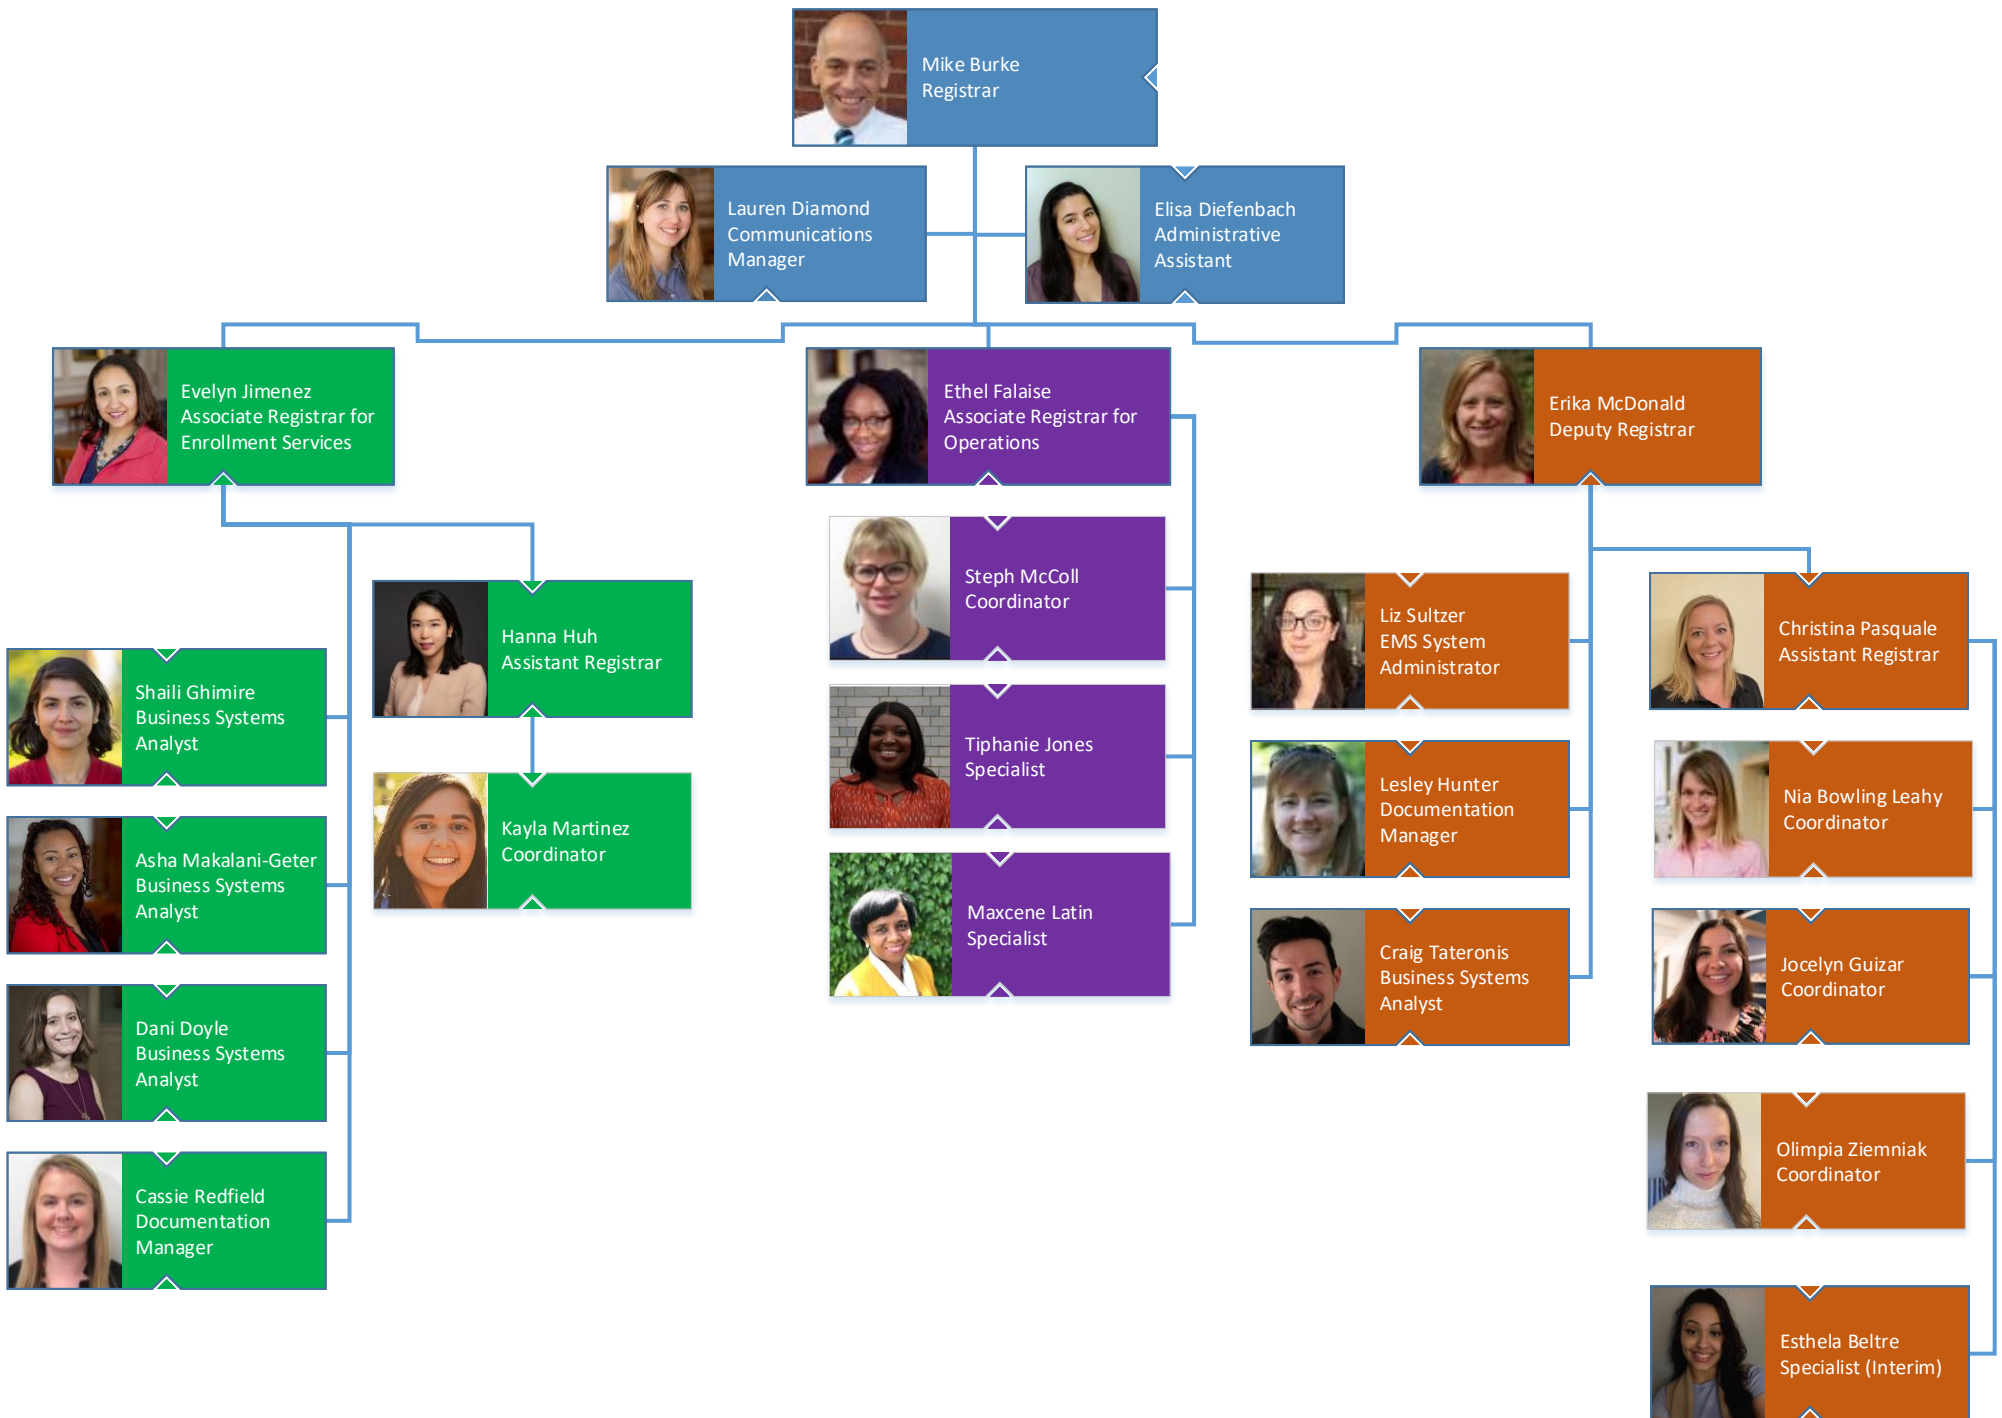 Mike Burke
Registrar
Lauren Diamond
Communications
Manager
Elisa Diefenbach
Administrative
Assistant
Evelyn Jimenez
Associate Registrar for
Enrollment Services
Ethel Falaise
Associate Registrar for
Operations
Erika McDonald
Deputy Registrar
Hanna Huh
Assistant Registrar
Shaili Ghimire
Business Systems
Analyst
Asha Makalani-Geter
Business Systems
Analyst
Dani Doyle
Business Systems
Analyst
Cassie Redfield
Documentation
Manager
Kayla Martinez
Coordinator
Steph McColl
Coordinator
Tiphanie Jones
Specialist
Maxcene Latin
Specialist
Liz Sultzer
EMS System
Administrator
Lesley Hunter
Documentation
Manager
Craig Tateronis
Business Systems
Analyst
Christina Pasquale
Assistant Registrar
Nia Bowling Leahy
Coordinator
Jocelyn Guizar
Coordinator
Olimpia Ziemniak
Coordinator
Esthela Beltre
Specialist (Interim)